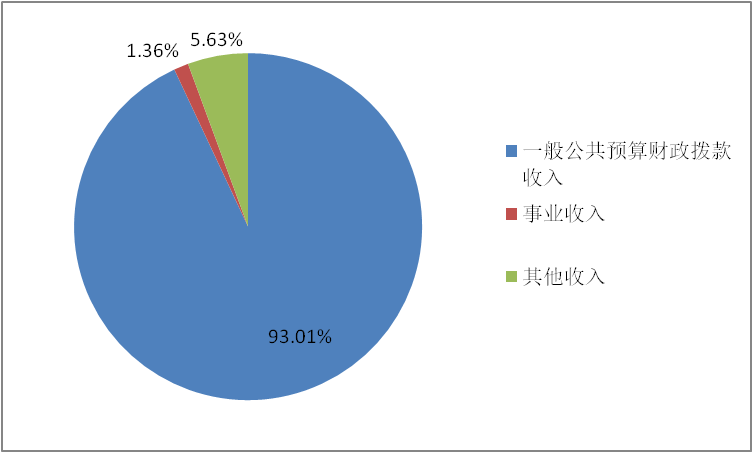 5.63%
1.36%
一般公共预算财政拨款
收入
事业收入
其他收入
93.01%